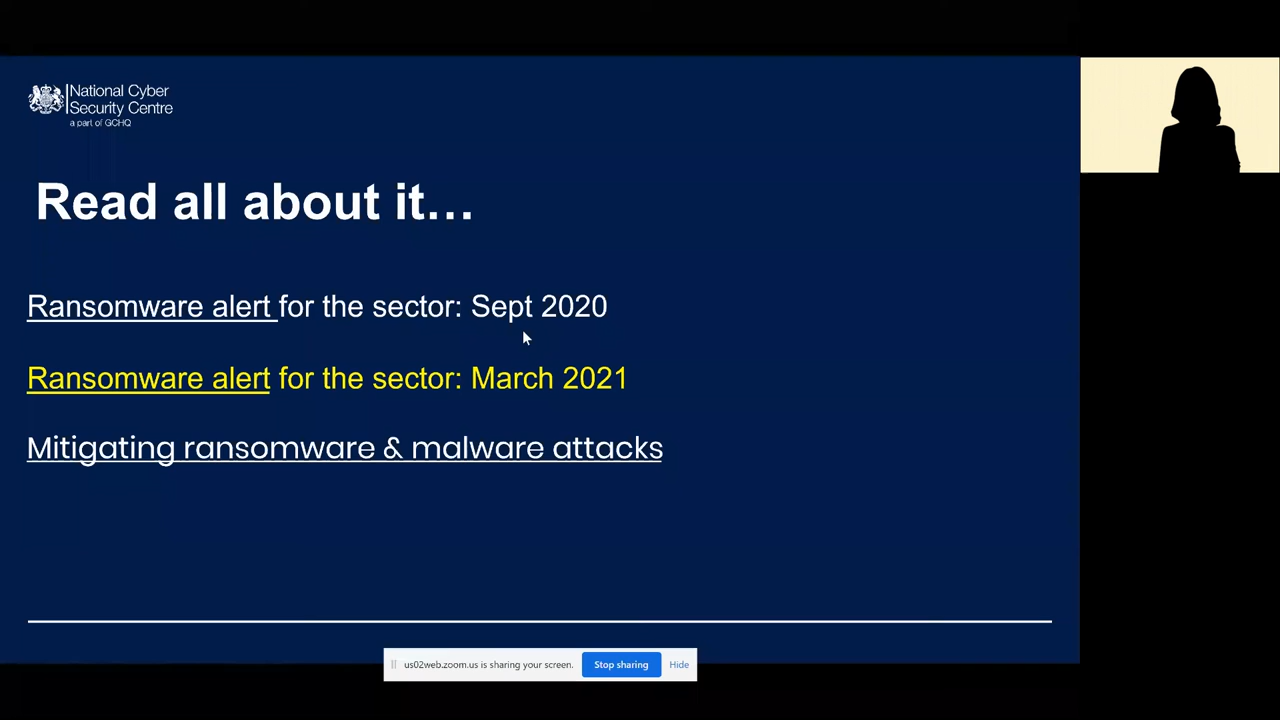 National Cyber
Security Centre
a part of GCHQ
Read all about it…
Ransomware alert for the sector: Sept 2020
Ransomware alert for the sector: March 2021
Mitigating ransomware & malware attacks
us02web.zoom.us is sharing your screen. Stop sharing Hide